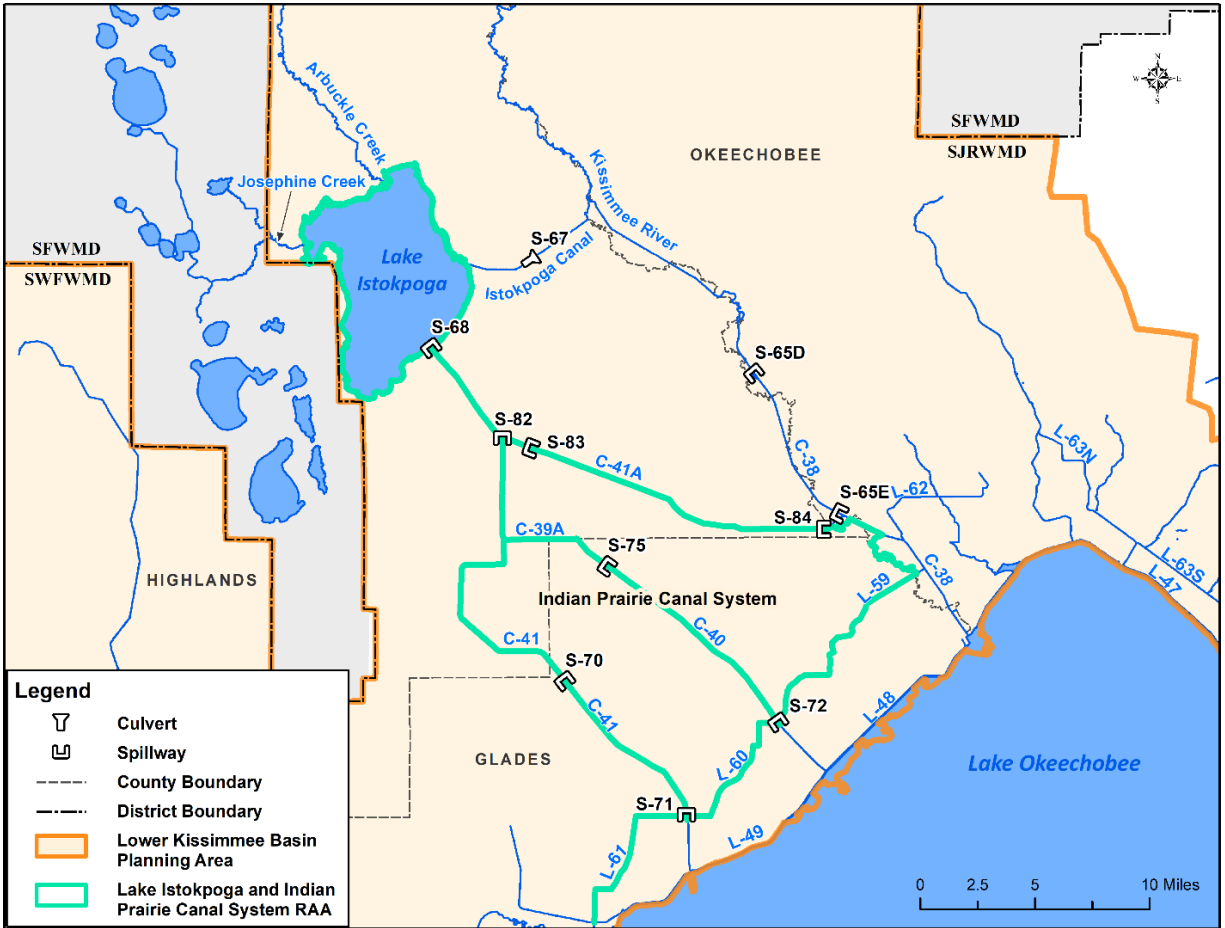 N
W
E
S
SFWMD
SJRWMD
OKEECHOBEE
Arbuckle Creek
Josephine Creek
Kissimmee River
S-67
Istokpoga Canal
Lake
Istokpoga
SFWMD
SWFWMD
S-68
S-65D
S-82
S-83
C-41A
C-38
L-63N
S-65E
L-62
S-84
C-39A
S-75
C-38
L-63S
L-47
HIGHLANDS
L-59
Indian Prairie Canal System
C-40
C-41
S-70
C-41
S-72
L-48
GLADES
L-60
Lake Okeechobee
S-71
L-49
L-61
Legend
Culvert
Spillway
County Boundary
District Boundary
Lower Kissimmee Basin
Planning Area
Lake Istokpoga and Indian
Prairie Canal System RAA
0 2.5 5 10 Miles